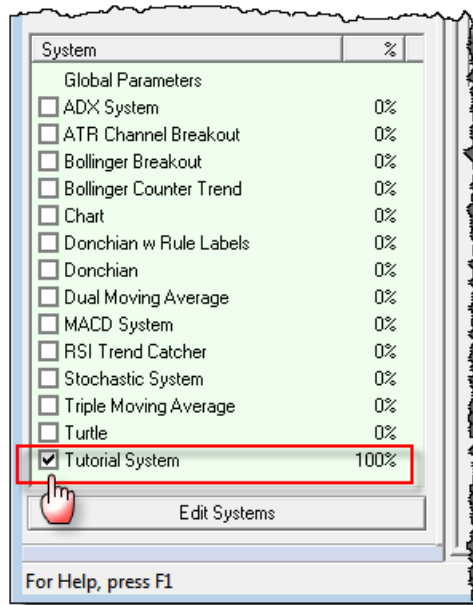 System %
Global Parameters
ADX System 0%
ATR Channel Breakout 0%
Bollinger Breakout 0%
Bollinger Counter Trend 0%
Chart 0%
Donchian w Rule Labels 0%
Donchian 0%
Dual Moving Average 0%
MACD System 0%
RSI Trend Catcher 0%
Stochastic System 0%
Triple Moving Average 0%
Turtle 0%
Tutorial System 100%
Edit Systems
For Help, press F1